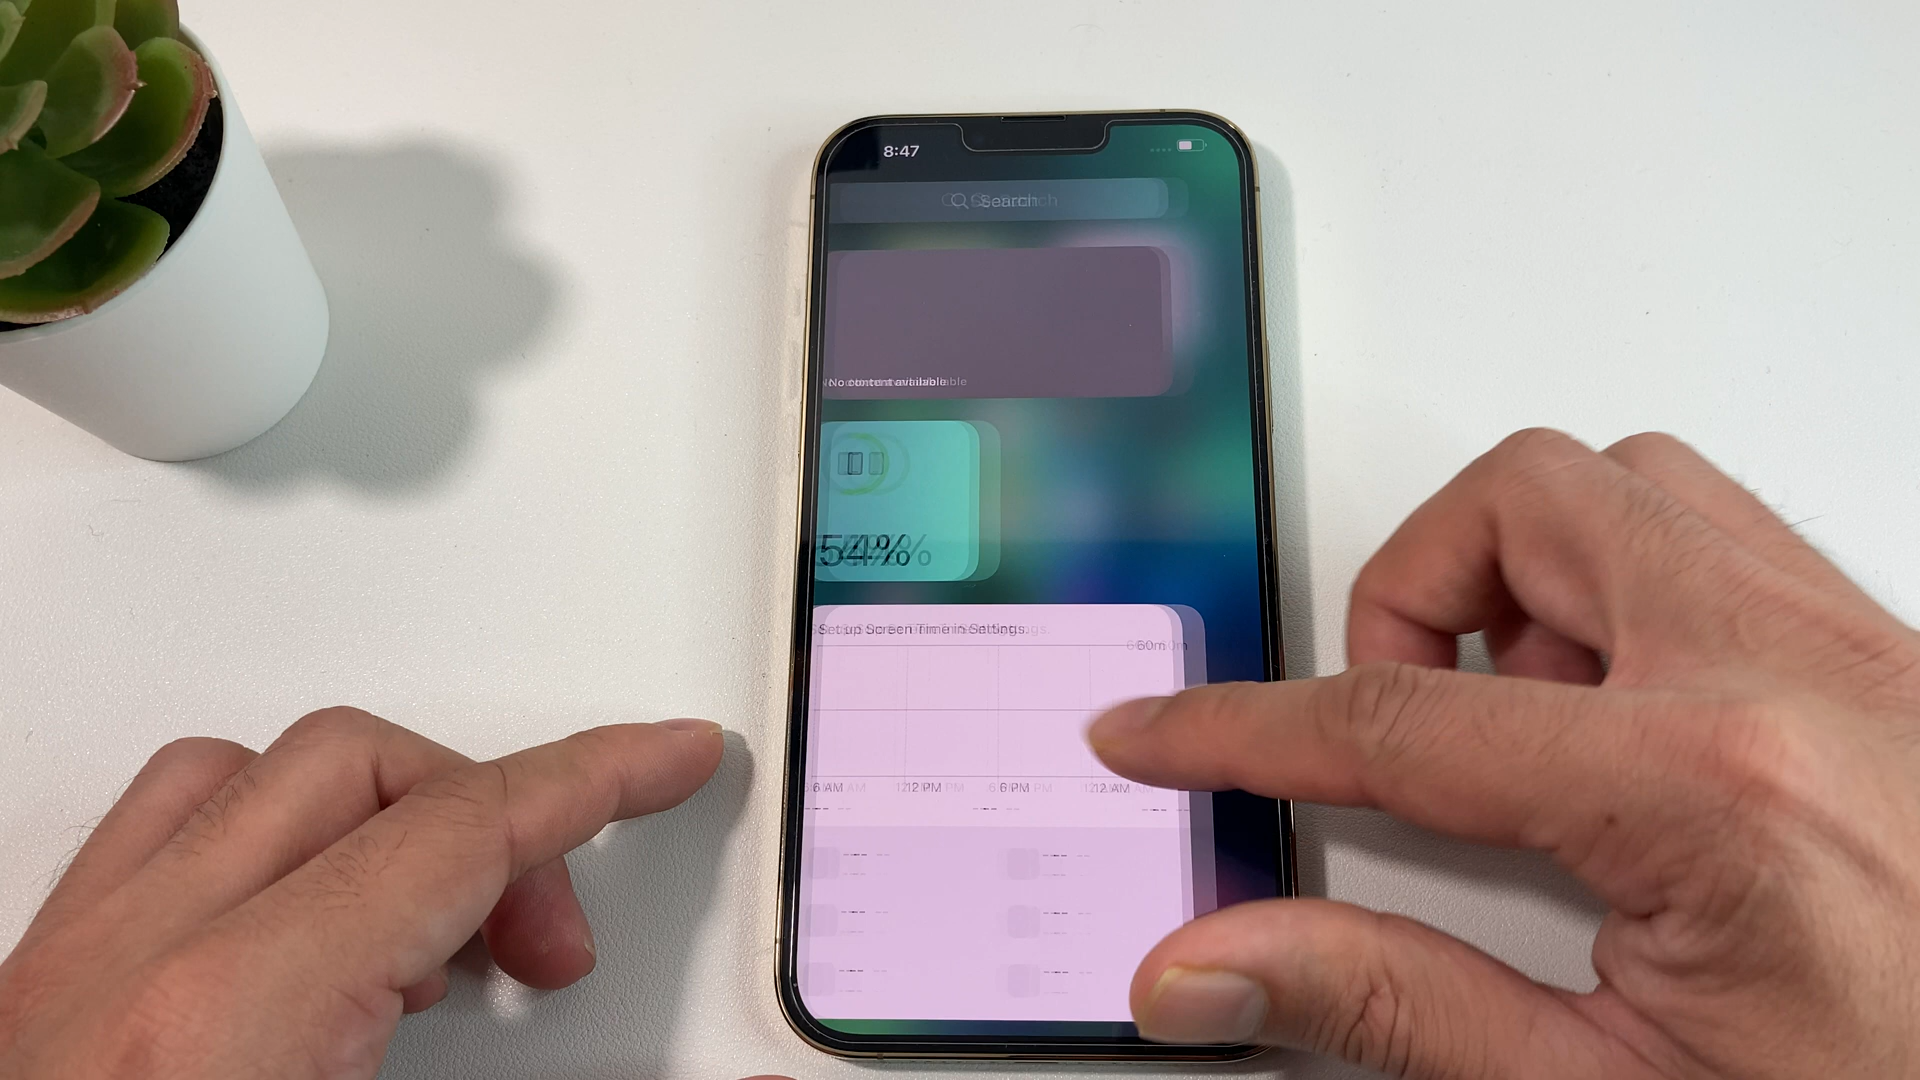 8:47
Search
No content available
54%
Set up Screen Time in Settings.
60m
6 AM 12 PM 6 PM 12 AM